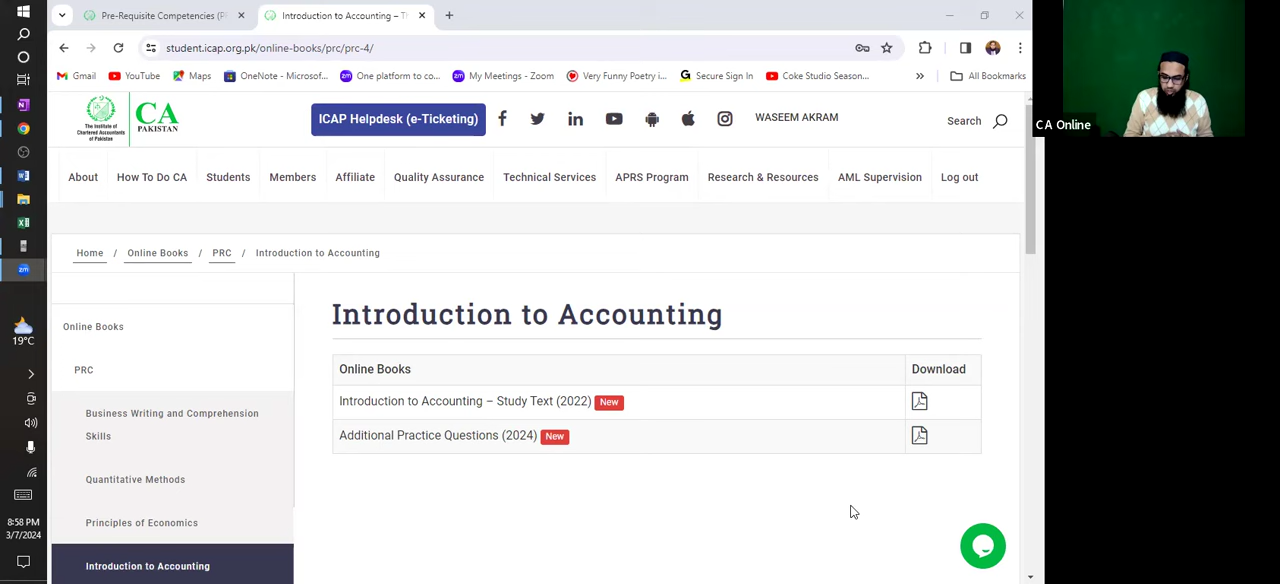 Pre-Requisite Competencies (PF
Introduction to Accounting – Th
student.icap.org.pk/online-books/prc/prc-4/
Gmail
YouTube
Maps
OneNote - Microsof...
One platform to co...
My Meetings - Zoom
Very Funny Poetry i...
Secure Sign In
Coke Studio Season...
»
All Bookmarks
The Institute of
Chartered Accountants
of Pakistan
CA
PAKISTAN
ICAP Helpdesk (e-Ticketing)
WASEEM AKRAM
Search
About
How To Do CA
Students
Members
Affiliate
Quality Assurance
Technical Services
APRS Program
Research & Resources
AML Supervision
Log out
Home / Online Books / PRC / Introduction to Accounting
Online Books
PRC
Business Writing and Comprehension
Skills
Quantitative Methods
Principles of Economics
Introduction to Accounting
Introduction to Accounting
Online Books
Download
Introduction to Accounting – Study Text (2022) New
Additional Practice Questions (2024) New
19°C
8:58 PM
3/7/2024
C A Online